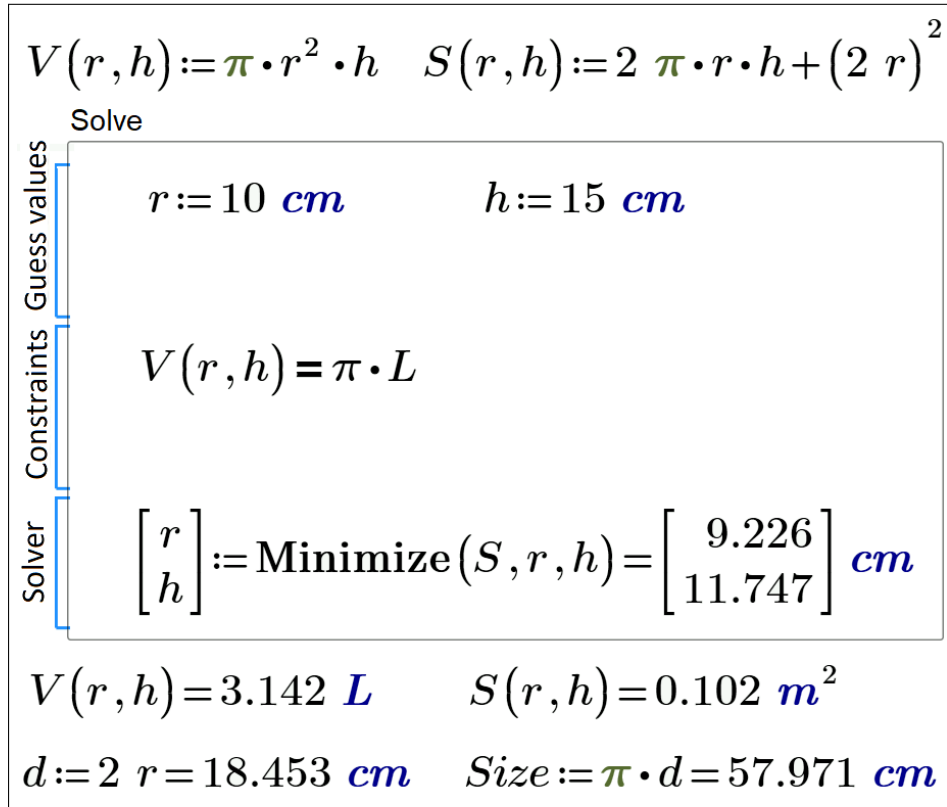 V(r,h):=π·r²·h S(r,h):=2 π·r·h+(2 r)²
Solve
Guess values
r:=10 cm h:=15 cm
Constraints
V(r,h)=π·L
Solver
[r h]:=Minimize(S,r,h)=[9.226 11.747] cm
V(r,h)=3.142 L S(r,h)=0.102 m²
d:=2 r=18.453 cm Size:=π·d=57.971 cm